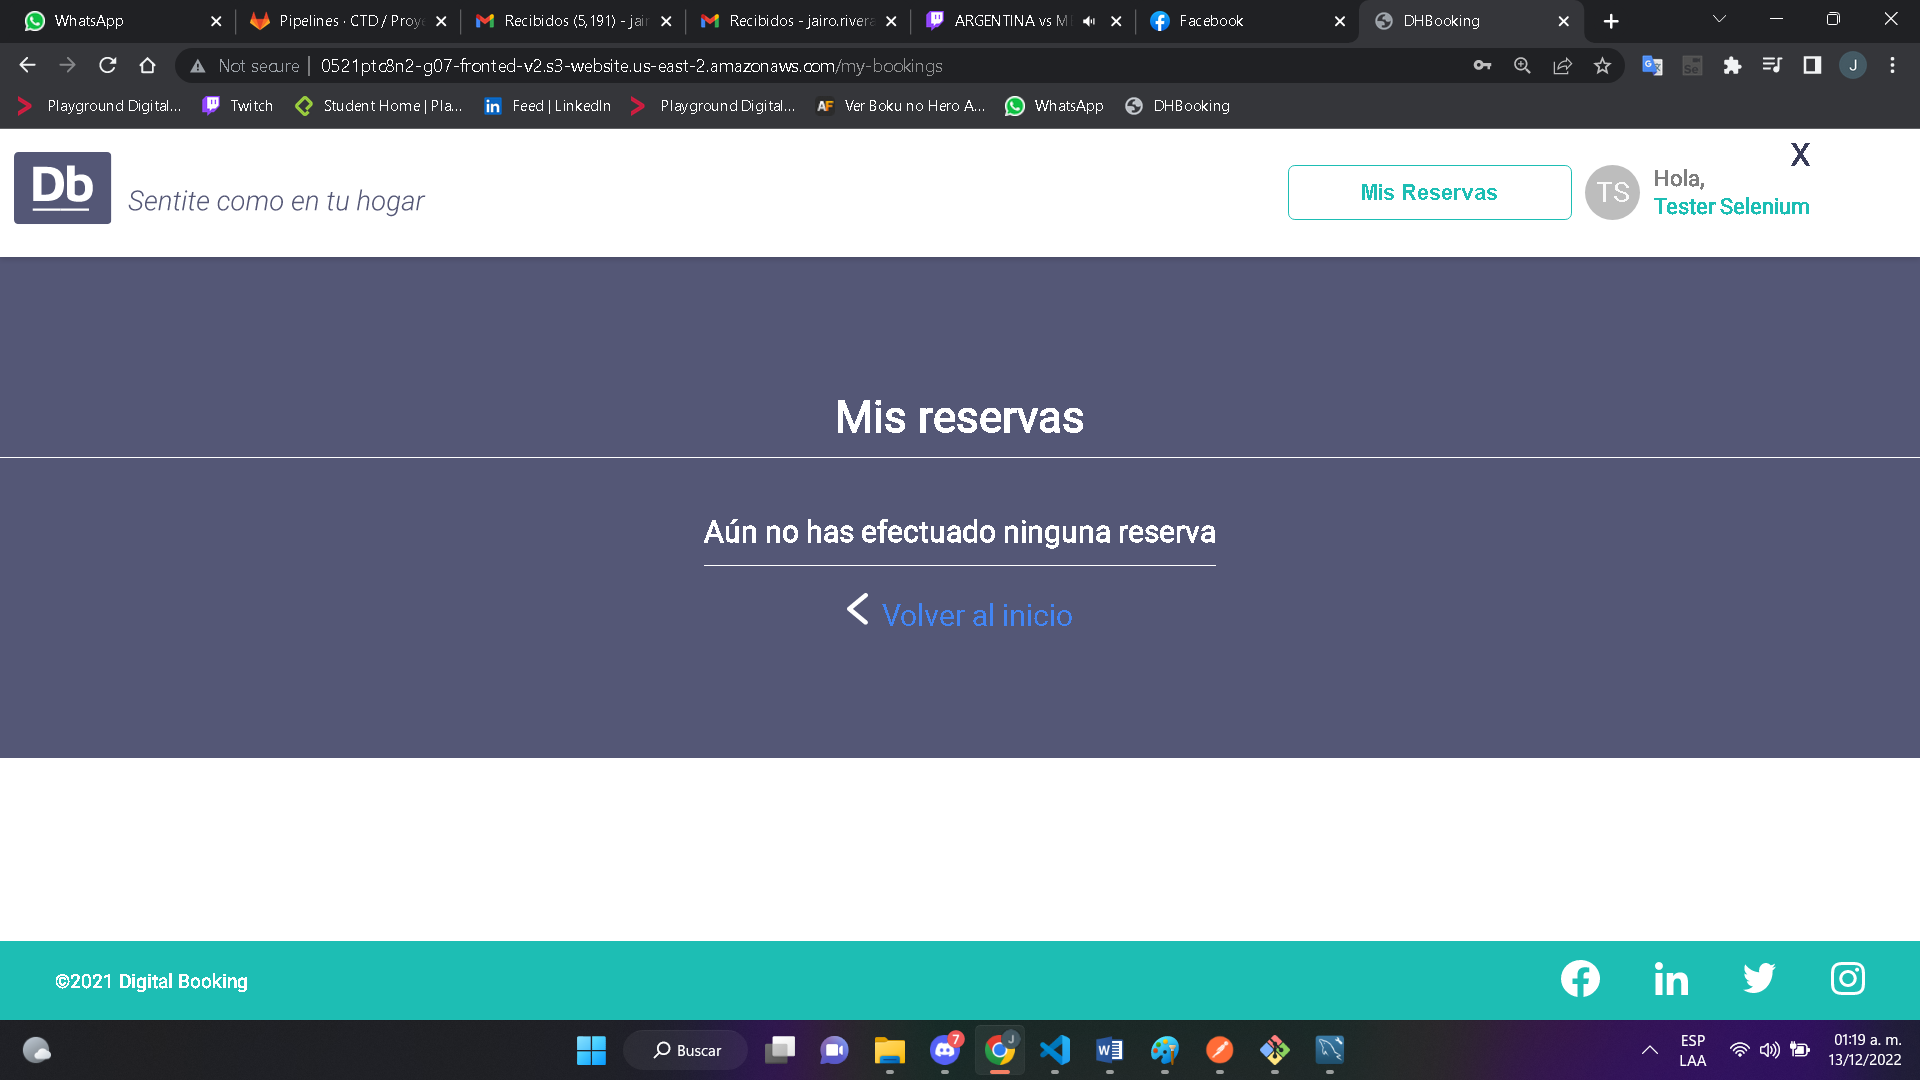 WhatsApp
Pipelines · CTD / Proye
Recibidos (5,191) - jair
Recibidos - jairo.rivera
ARGENTINA vs M
Facebook
DHBooking
Not secure | 0521ptc8n2-g07-fronted-v2.s3-website.us-east-2.amazonaws.com/my-bookings
J
Playground Digital...
Twitch
Student Home | Pla...
Feed | LinkedIn
Playground Digital...
AF Ver Boku no Hero A...
WhatsApp
DHBooking
Db
Sentite como en tu hogar
Mis Reservas
TS
X
Hola,
Tester Selenium
Mis reservas
Aún no has efectuado ninguna reserva
Volver al inicio
©2021 Digital Booking
Buscar
7
J
ESP
LAA
01:19 a. m.
13/12/2022